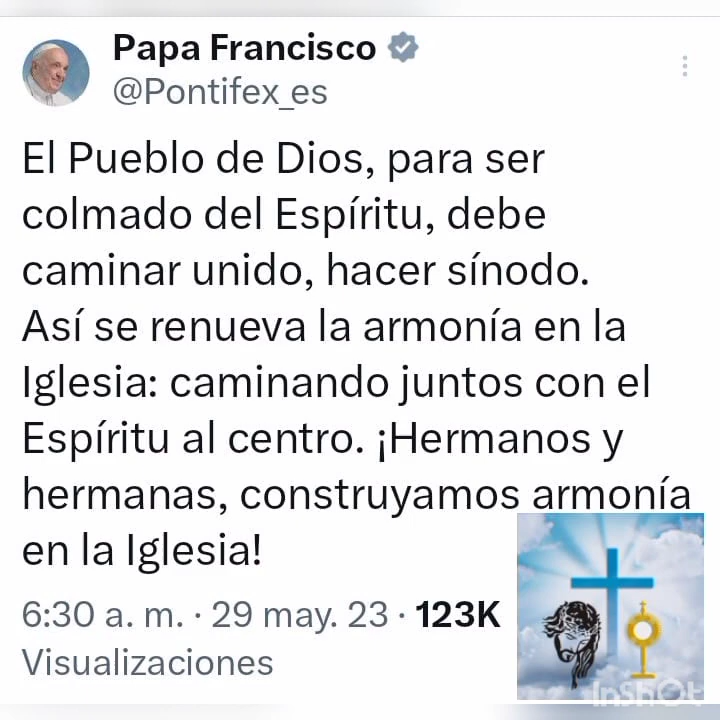 Papa Francisco
@Pontifex_es
El Pueblo de Dios, para ser
colmado del Espíritu, debe
caminar unido, hacer sínodo.
Así se renueva la armonía en la
Iglesia: caminando juntos con el
Espíritu al centro. ¡Hermanos y
hermanas, construyamos armonía
en la Iglesia!
6:30 a. m. · 29 may. 23 · 123K
Visualizaciones
InShOt